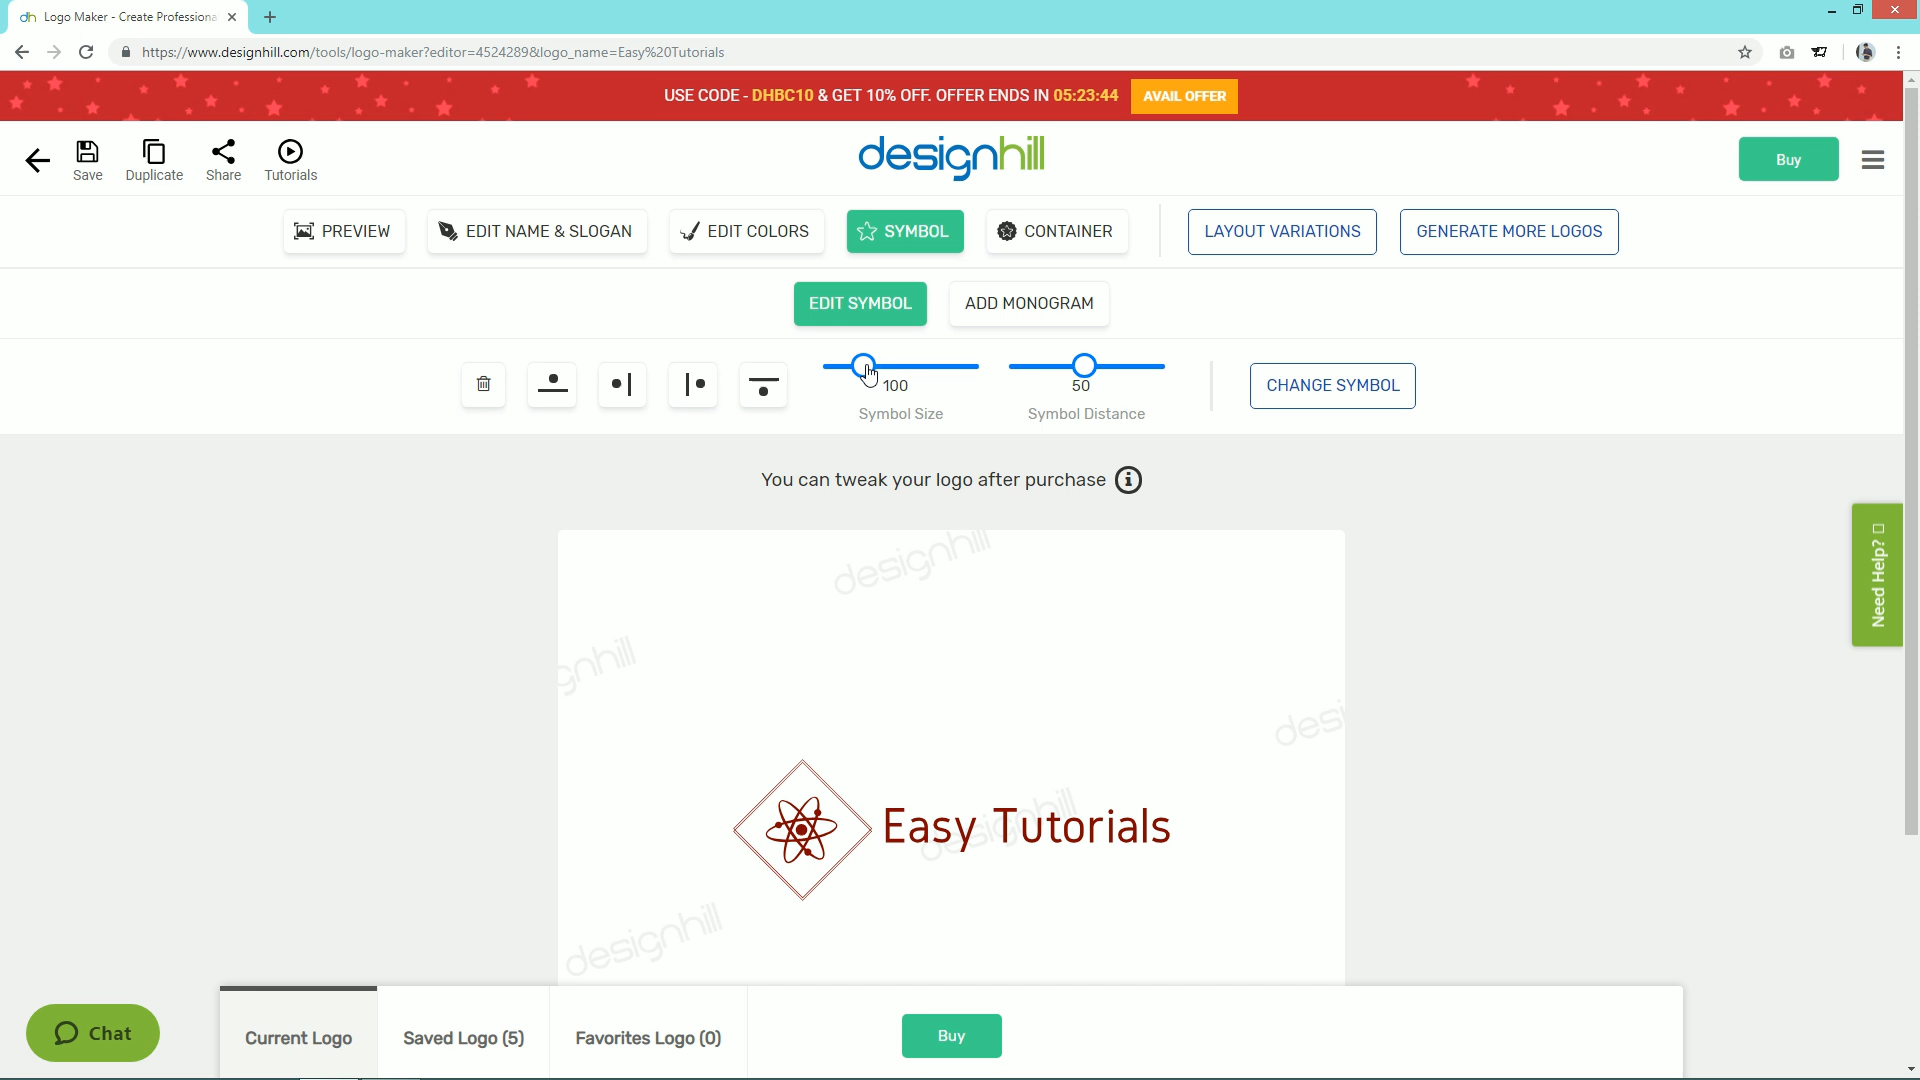 Logo Maker - Create Professiona
https://www.designhill.com/tools/logo-maker?editor=4524289&logo_name=Easy%20Tutorials
USE CODE - DHBC10 & GET 10% OFF. OFFER ENDS IN 05:23:44
AVAIL OFFER
Save
Duplicate
Share
Tutorials
designhill
Buy
PREVIEW
EDIT NAME & SLOGAN
EDIT COLORS
SYMBOL
CONTAINER
LAYOUT VARIATIONS
GENERATE MORE LOGOS
EDIT SYMBOL
ADD MONOGRAM
100
Symbol Size
50
Symbol Distance
CHANGE SYMBOL
You can tweak your logo after purchase
Need Help?
designhill
gnhill
desi
Easy Tutorials
designhill
designhill
Chat
Current Logo
Saved Logo (5)
Favorites Logo (0)
Buy